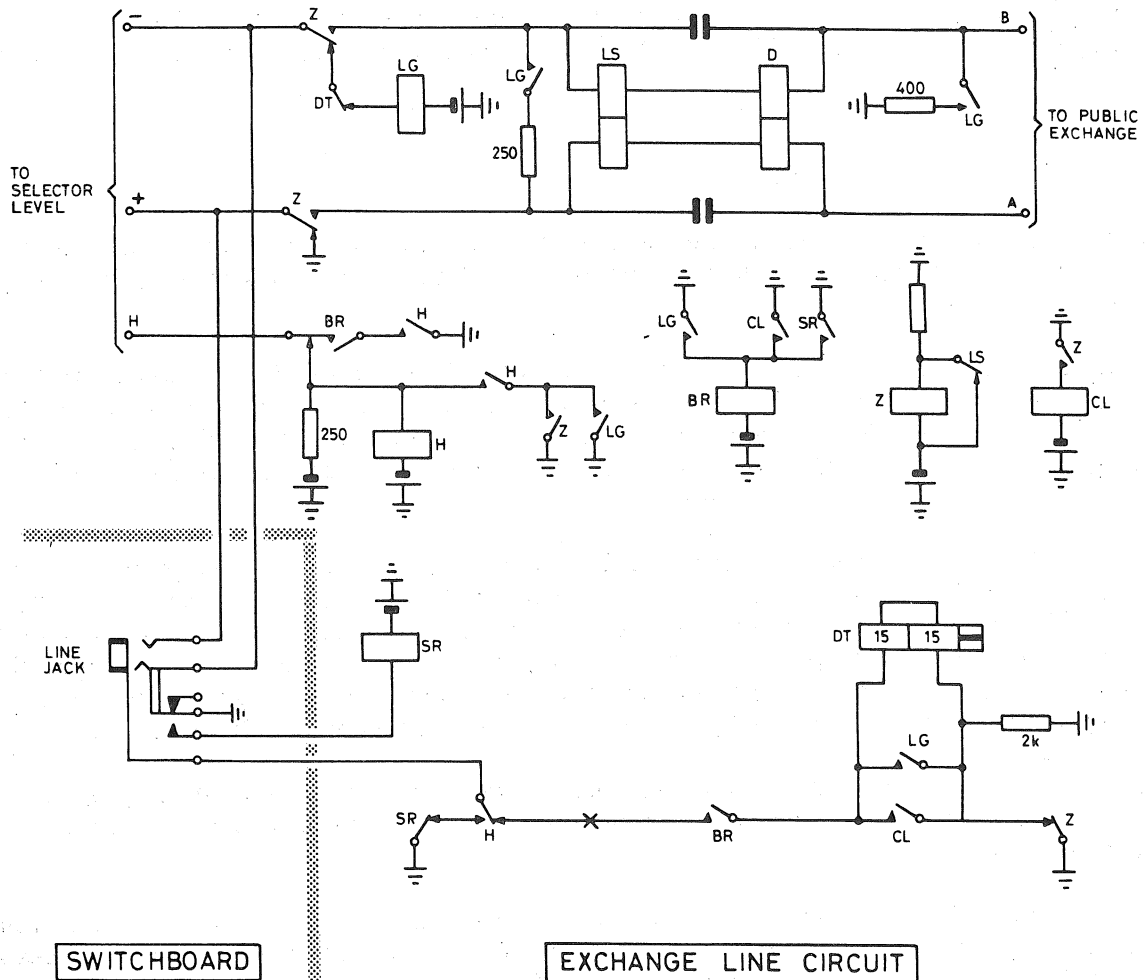 −
Z
LG
DT
LG
250
LS
D
B
400
LG
TO PUBLIC
EXCHANGE
TO
SELECTOR
LEVEL
+
Z
A
H
BR
H
H
250
H
Z
LG
LG
CL
SR
BR
Z
LS
Z
CL
LINE
JACK
SR
DT
15
15
2k
LG
SR
H
BR
CL
Z
SWITCHBOARD
EXCHANGE LINE CIRCUIT